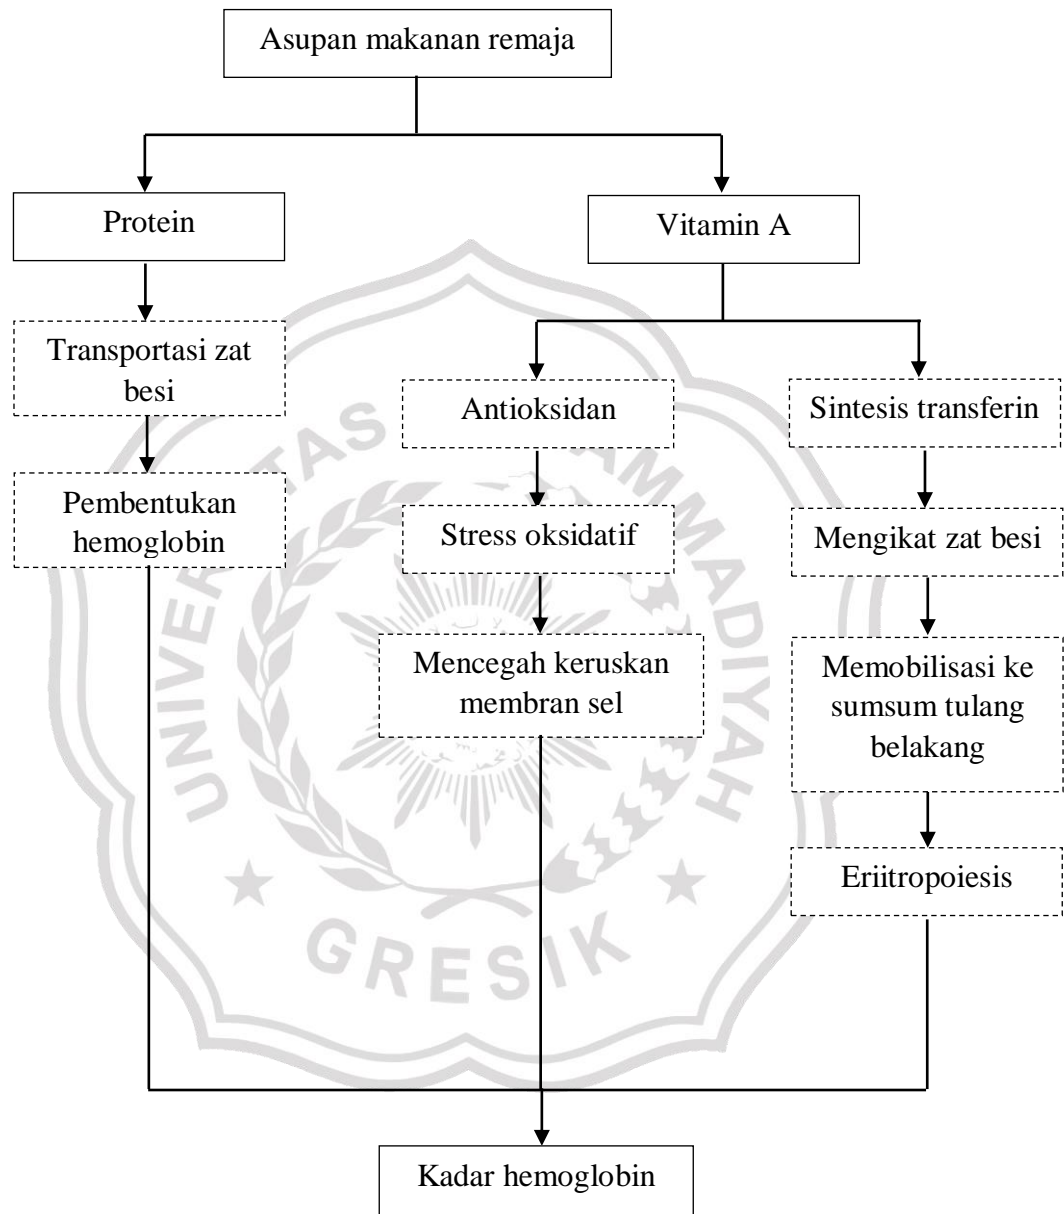 Asupan makanan remaja
Protein
Vitamin A
Transportasi zat
besi
Antioksidan
Sintesis transferin
Pembentukan
hemoglobin
Stress oksidatif
Mengikat zat besi
Mencegah keruskan
membran sel
Memobilisasi ke
sumsum tulang
belakang
Eriitropoiesis
Kadar hemoglobin
GRESIK